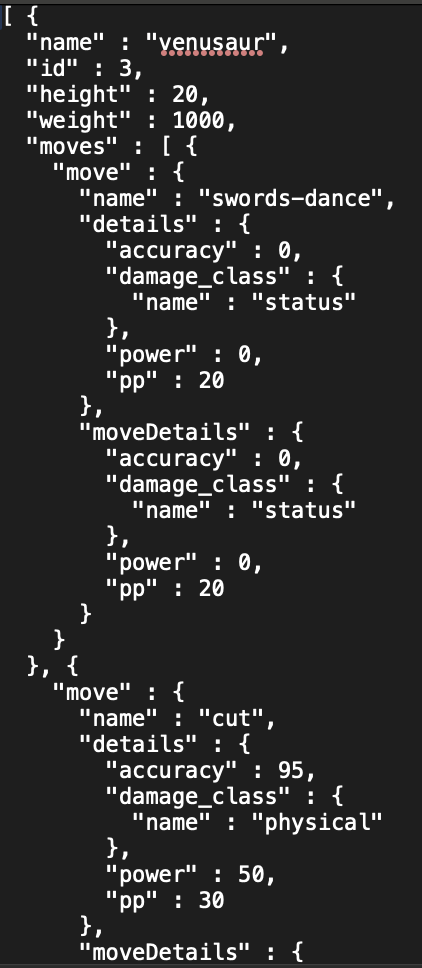 [ {
  "name" : "venusaur",
  "id" : 3,
  "height" : 20,
  "weight" : 1000,
  "moves" : [ {
    "move" : {
      "name" : "swords-dance",
      "details" : {
        "accuracy" : 0,
        "damage_class" : {
          "name" : "status"
        },
        "power" : 0,
        "pp" : 20
      },
      "moveDetails" : {
        "accuracy" : 0,
        "damage_class" : {
          "name" : "status"
        },
        "power" : 0,
        "pp" : 20
      }
    }
  }, {
    "move" : {
      "name" : "cut",
      "details" : {
        "accuracy" : 95,
        "damage_class" : {
          "name" : "physical"
        },
        "power" : 50,
        "pp" : 30
      },
      "moveDetails" : {